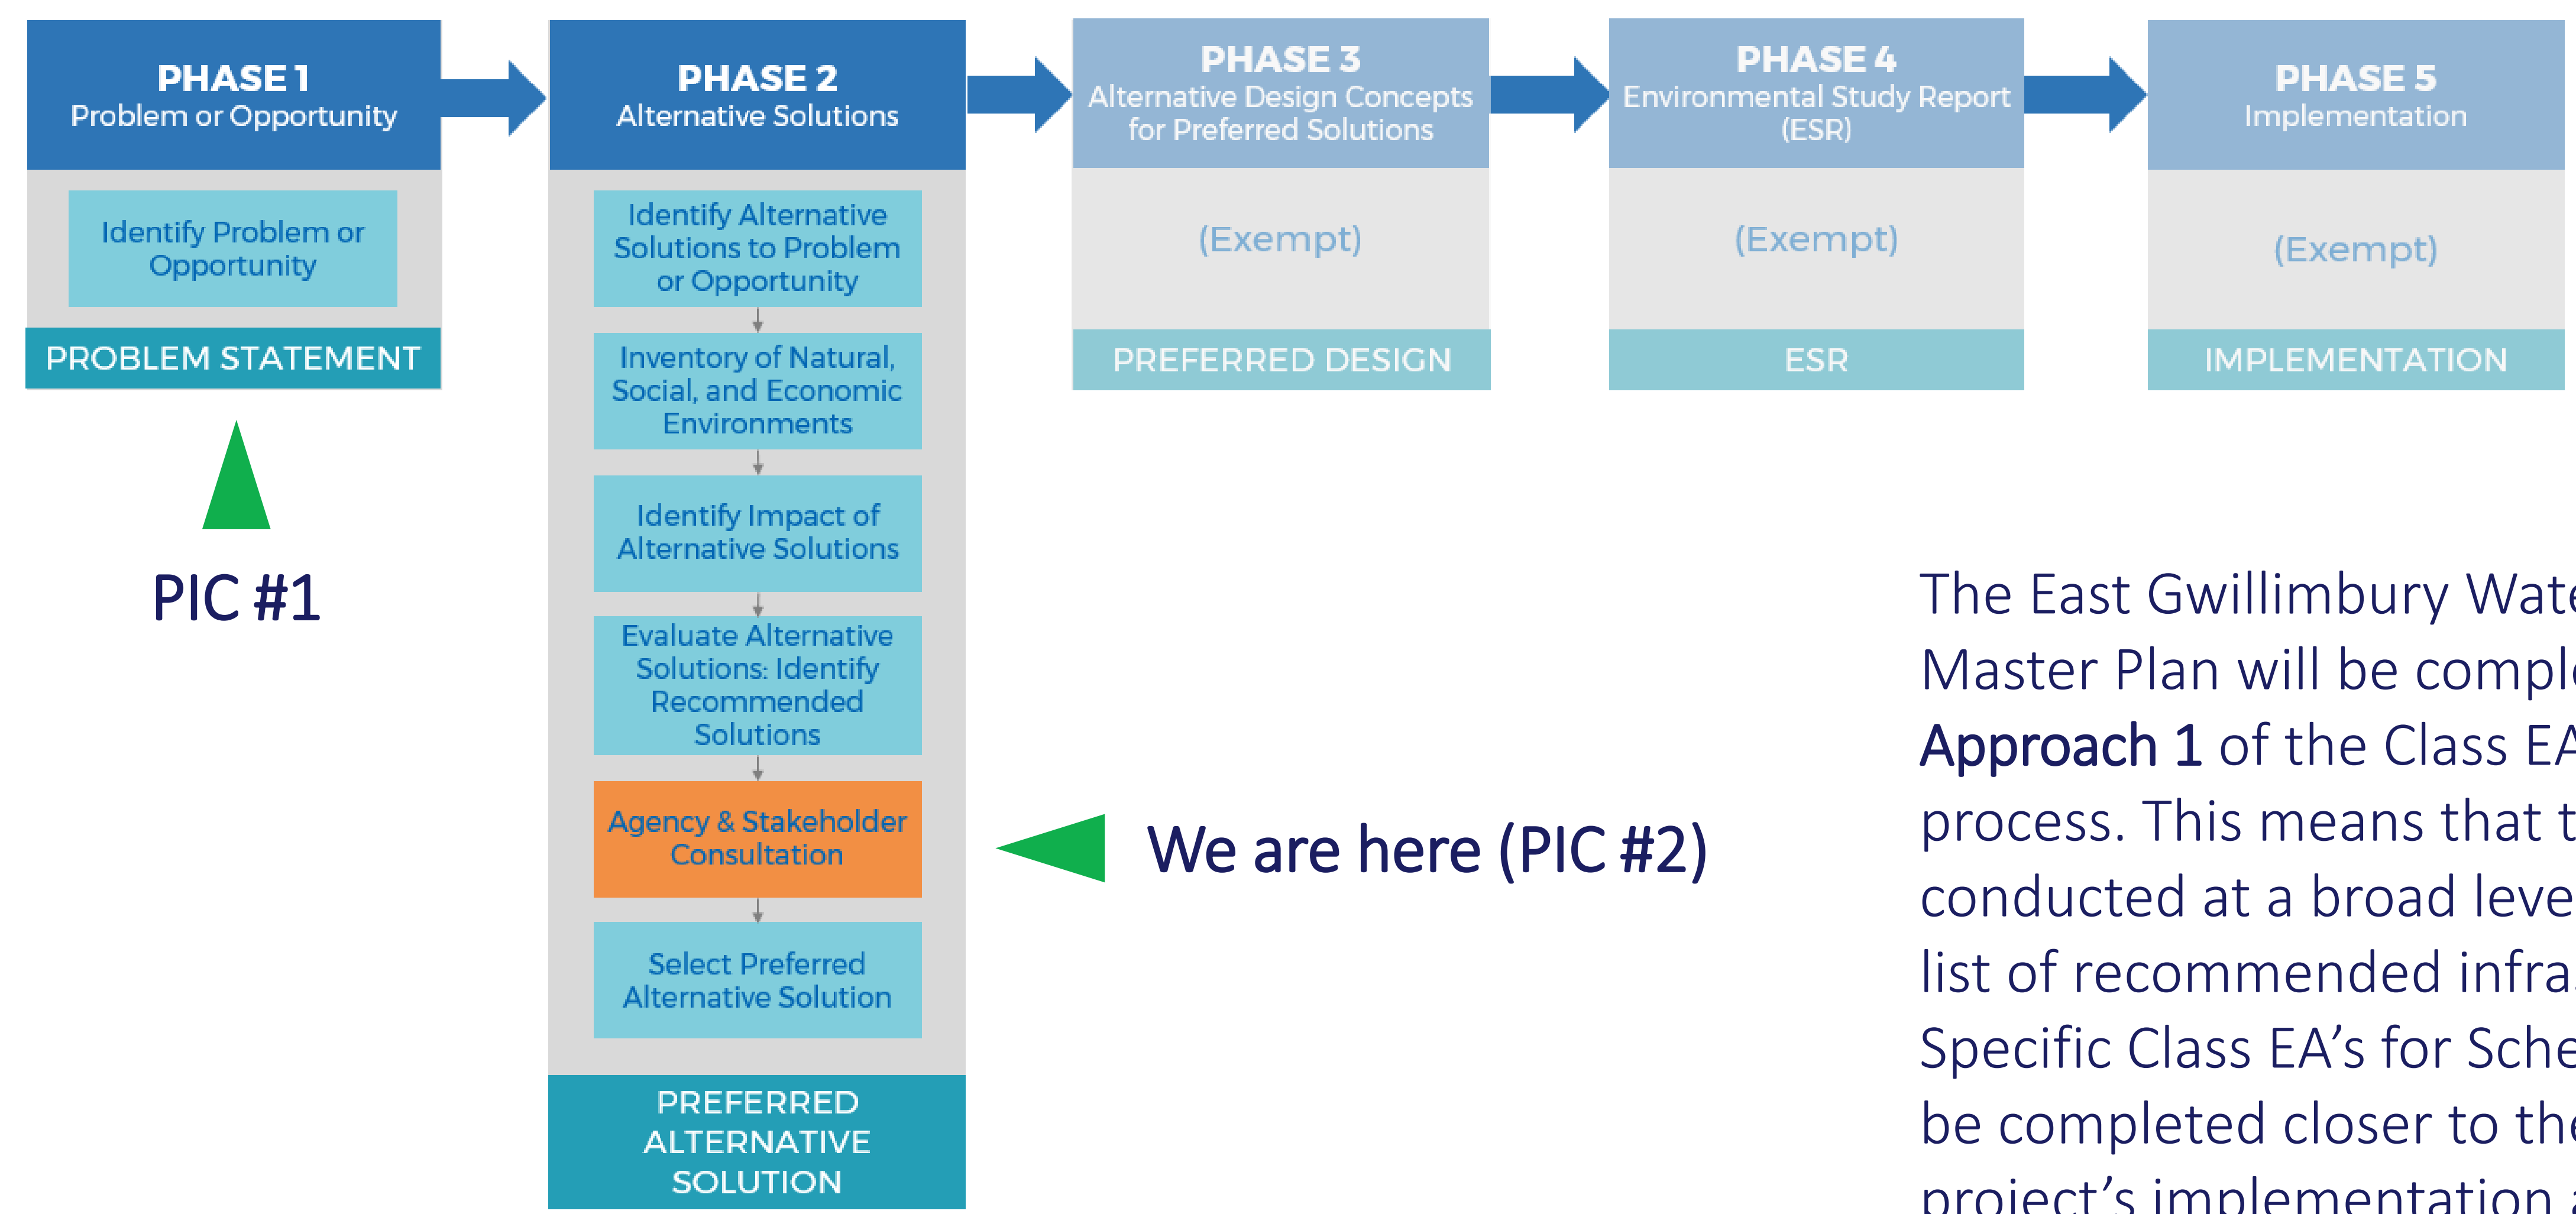 PHASE 1
Problem or Opportunity
Identify Problem or
Opportunity
PROBLEM STATEMENT
PIC #1
PHASE 2
Alternative Solutions
Identify Alternative
Solutions to Problem
or Opportunity
Inventory of Natural,
Social, and Economic
Environments
Identify Impact of
Alternative Solutions
Evaluate Alternative
Solutions: Identify
Recommended
Solutions
Agency & Stakeholder
Consultation
Select Preferred
Alternative Solution
PREFERRED
ALTERNATIVE
SOLUTION
We are here (PIC #2)
PHASE 3
Alternative Design Concepts
for Preferred Solutions
(Exempt)
PREFERRED DESIGN
PHASE 4
Environmental Study Report
(ESR)
(Exempt)
ESR
PHASE 5
Implementation
(Exempt)
IMPLEMENTATION
The East Gwillimbury
Master Plan will be
Approach 1 of the Class EA
process. This means that
conducted at a broad
list of recommended
Specific Class EA’s for
be completed closer to
project’s implementation